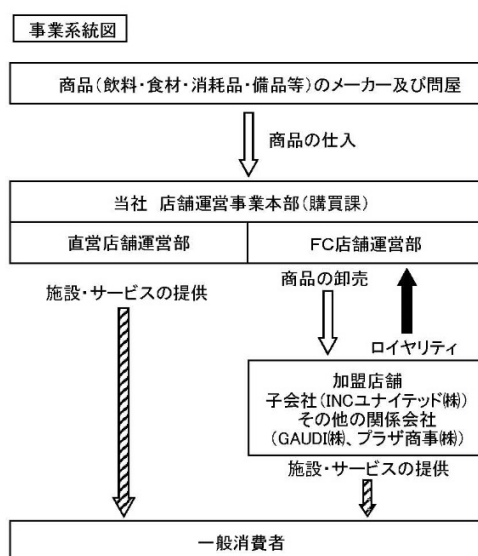 事業系統図
商品(飲料・食材・消耗品・備品等)のメーカー及び問屋
商品の仕入
当社 店舗運営事業本部(購買課)
直営店舗運営部
FC店舗運営部
施設・サービスの提供
商品の卸売
ロイヤリティ
加盟店舗
子会社(INCユナイテッド㈱)
その他の関係会社
(GAUDI㈱、プラザ商事㈱)
施設・サービスの提供
一般消費者